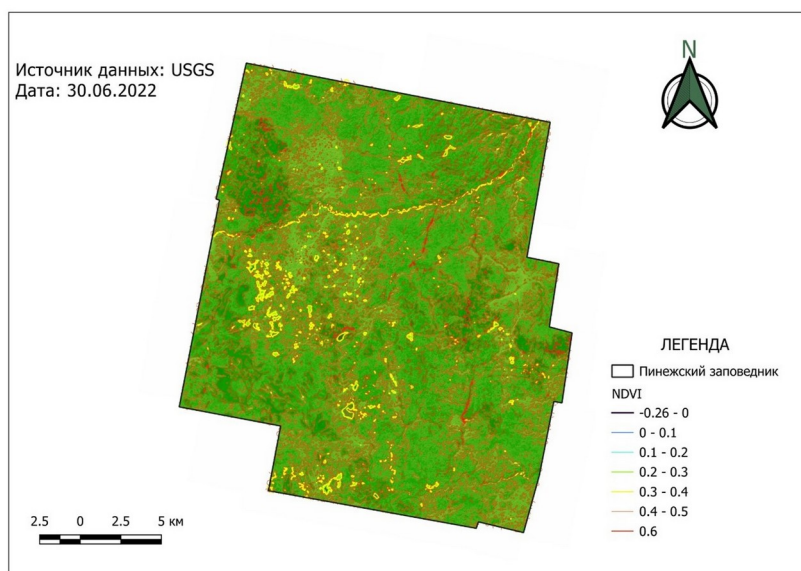 Источник данных: USGS
Дата: 30.06.2022
N
ЛЕГЕНДА
Пинежский заповедник
NDVI
-0.26 - 0
0 - 0.1
0.1 - 0.2
0.2 - 0.3
0.3 - 0.4
0.4 - 0.5
0.6
2.5 0 2.5 5 км